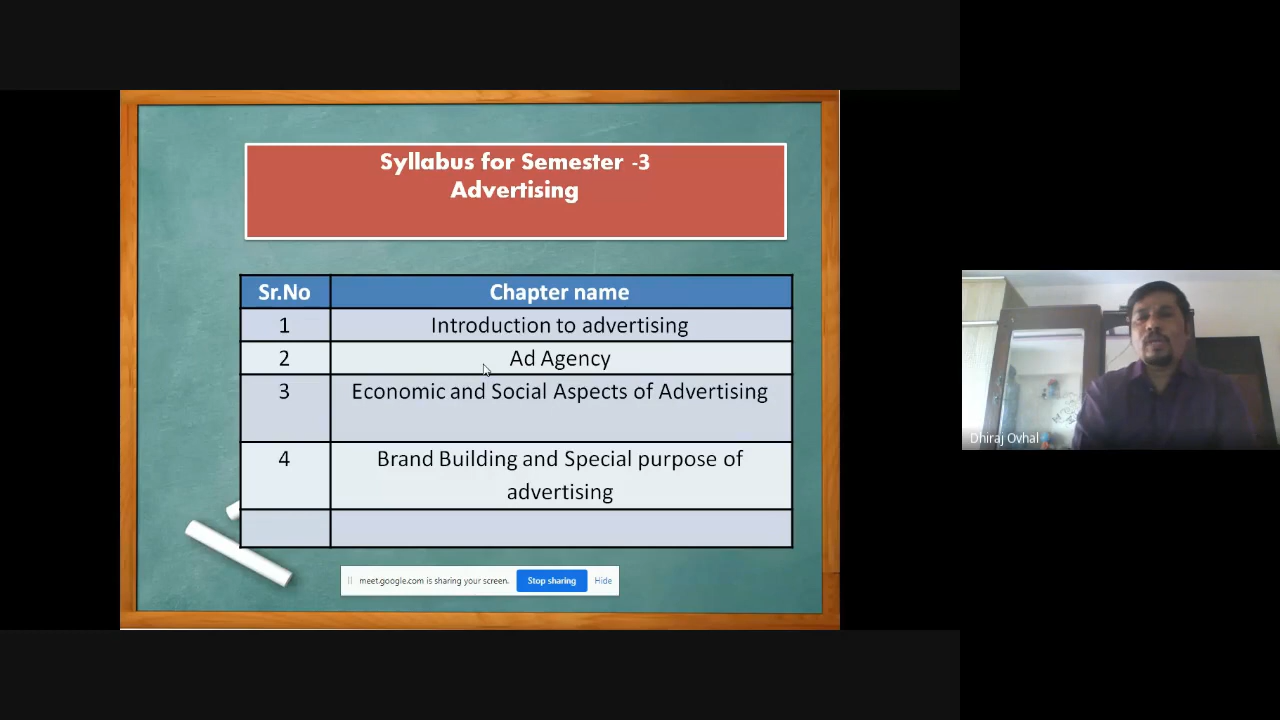 Syllabus for Semester -3
Advertising
Sr.No Chapter name
1 Introduction to advertising
2 Ad Agency
3 Economic and Social Aspects of Advertising
4 Brand Building and Special purpose of
advertising
meet.google.com is sharing your screen. Stop sharing Hide
Dhiraj Ovhal